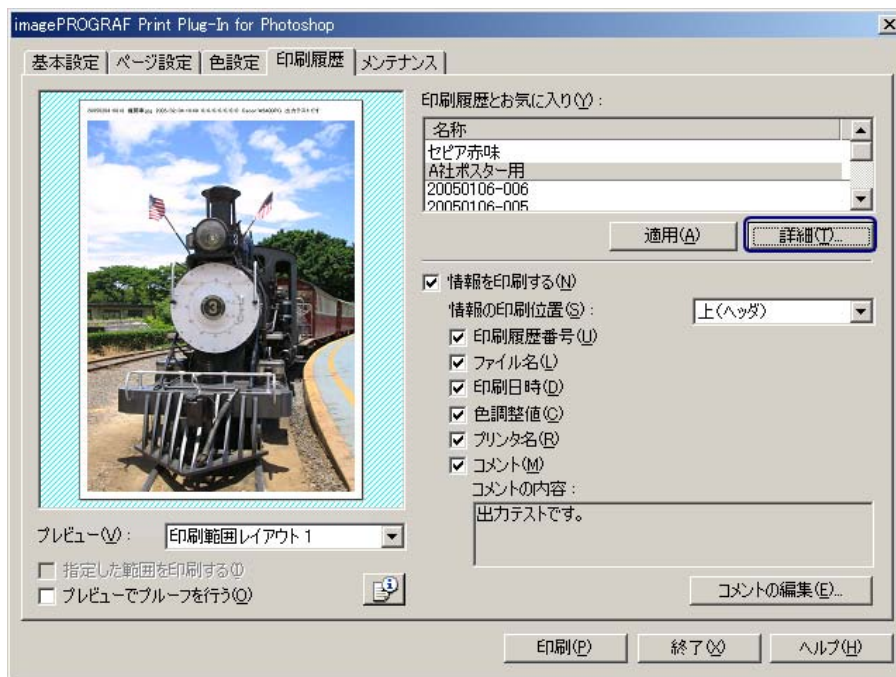 imagePROGRAF Print Plug-In for Photoshop
基本設定 ページ設定 色設定 印刷履歴 メンテナンス
印刷履歴とお気に入り(Y):
名称
セピア赤味
A社ポスター用
20050106-006
20050106-005
適用(A) 詳細(T)...
情報を印刷する(N)
情報の印刷位置(S): 上(ヘッダ)
印刷履歴番号(U)
ファイル名(L)
印刷日時(D)
色調整値(C)
プリンタ名(R)
コメント(M)
コメントの内容:
出力テストです。
コメントの編集(E)...
プレビュー(V): 印刷範囲レイアウト 1
指定した範囲を印刷する(I)
プレビューでプルーフを行う(O)
印刷(P) 終了(X) ヘルプ(H)